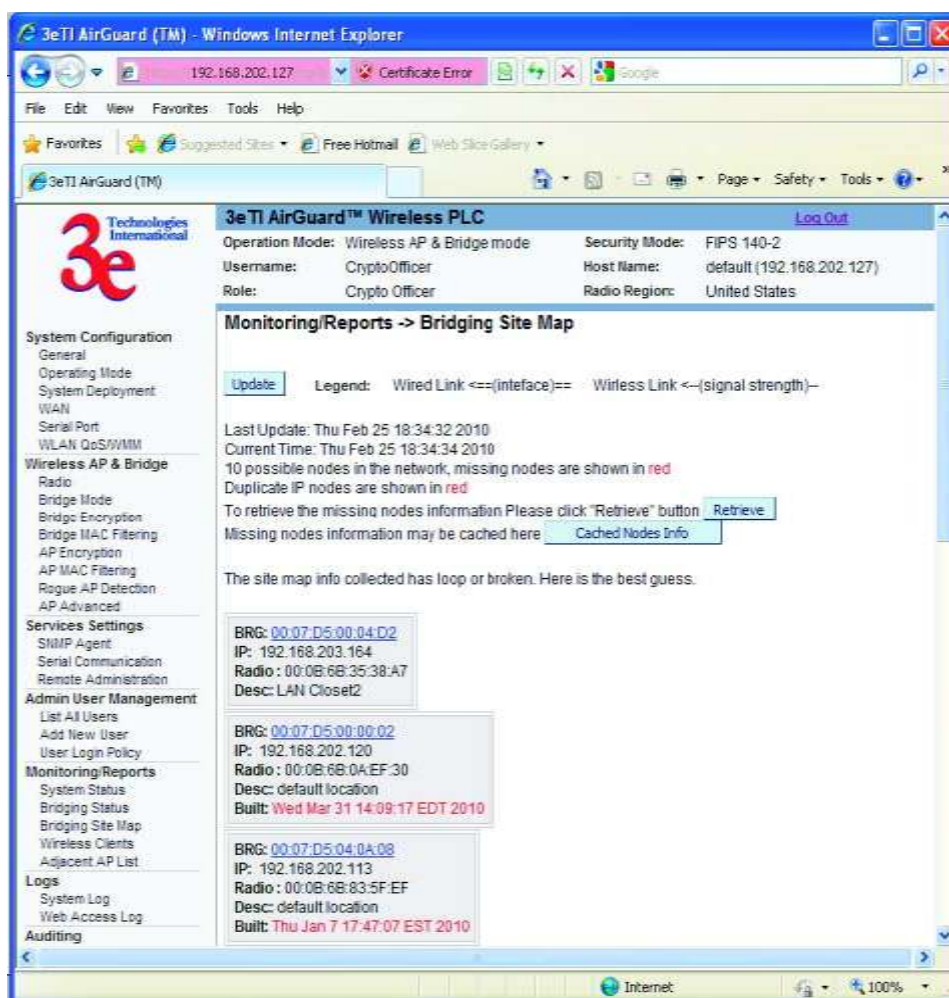 3eTI AirGuard (TM) - Windows Internet Explorer
192.168.202.127
Certificate Error
Google
File Edit View Favorites Tools Help
Favorites
Suggested Sites
Free Hotmail
Web Slice Gallery
3eTI AirGuard (TM)
Page Safety Tools
3e Technologies International
3eTI AirGuard™ Wireless PLC Log Out
Operation Mode: Wireless AP & Bridge mode Security Mode: FIPS 140-2
Username: CryptoOfficer Host Name: default (192.168.202.127)
Role: Crypto Officer Radio Region: United States
System Configuration
General
Operating Mode
System Deployment
WAN
Serial Port
WLAN QoS/WMM
Wireless AP & Bridge
Radio
Bridge Mode
Bridge Encryption
Bridge MAC Filtering
AP Encryption
AP MAC Filtering
Rogue AP Detection
AP Advanced
Services Settings
SNMP Agent
Serial Communication
Remote Administration
Admin User Management
List All Users
Add New User
User Login Policy
Monitoring/Reports
System Status
Bridging Status
Bridging Site Map
Wireless Clients
Adjacent AP List
Logs
System Log
Web Access Log
Auditing
Monitoring/Reports -> Bridging Site Map
Update Legend: Wired Link <==(inteface)== Wirless Link <--(signal strength)--
Last Update: Thu Feb 25 18:34:32 2010
Current Time: Thu Feb 25 18:34:34 2010
10 possible nodes in the network, missing nodes are shown in red
Duplicate IP nodes are shown in red
To retrieve the missing nodes information Please click "Retrieve" button Retrieve
Missing nodes information may be cached here Cached Nodes Info
The site map info collected has loop or broken. Here is the best guess.
BRG: 00:07:D5:00:04:D2
IP: 192.168.203.164
Radio : 00:0B:6B:35:38:A7
Desc: LAN Closet2
BRG: 00:07:D5:00:00:02
IP: 192.168.202.120
Radio : 00:0B:6B:0A:EF:30
Desc: default location
Built: Wed Mar 31 14:09:17 EDT 2010
BRG: 00:07:D5:04:0A:08
IP: 192.168.202.113
Radio : 00:0B:6B:83:5F:EF
Desc: default location
Built: Thu Jan 7 17:47:07 EST 2010
Internet
100%